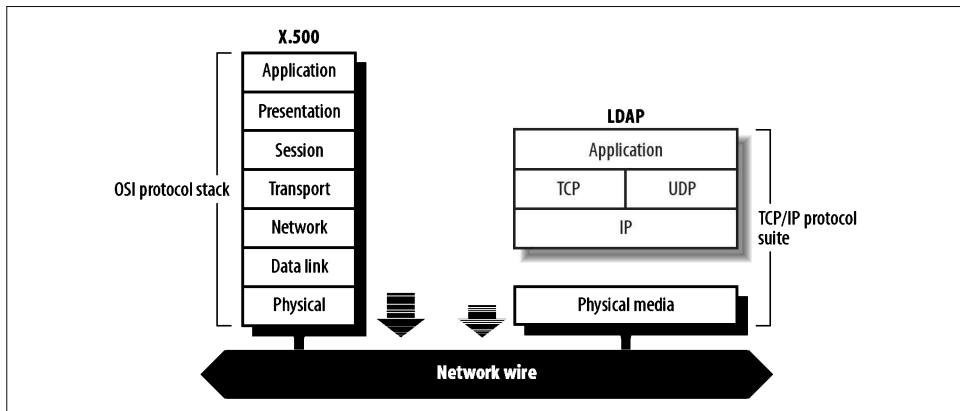 X.500
Application
Presentation
Session
Transport
Network
Data link
Physical
OSI protocol stack
LDAP
Application
TCP UDP
IP
Physical media
TCP/IP protocol
suite
Network wire